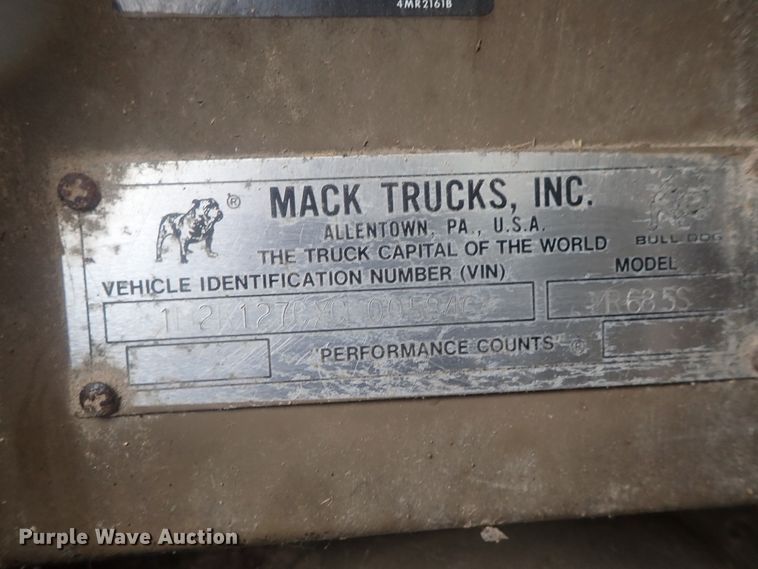 4MR2161B
®
MACK TRUCKS, INC.
ALLENTOWN, PA., U.S.A.
THE TRUCK CAPITAL OF THE WORLD
BULL DOG
VEHICLE IDENTIFICATION NUMBER (VIN)
MODEL
"PERFORMANCE COUNTS" ©
Purple Wave Auction